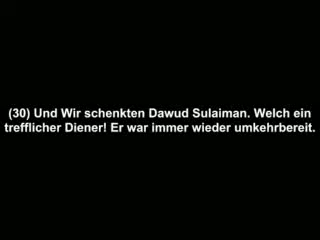 (30) Und Wir schenkten Dawud Sulaiman. Welch ein
trefflicher Diener! Er war immer wieder umkehrbereit.